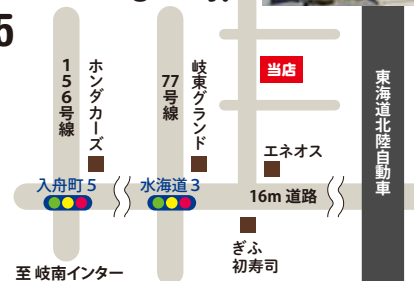 5
156号線
ホンダカーズ
77号線
岐東グランド
当店
東海道北陸自動車
エネオス
入舟町 5
水海道 3
16m 道路
ぎふ
初寿司
至 岐南インター